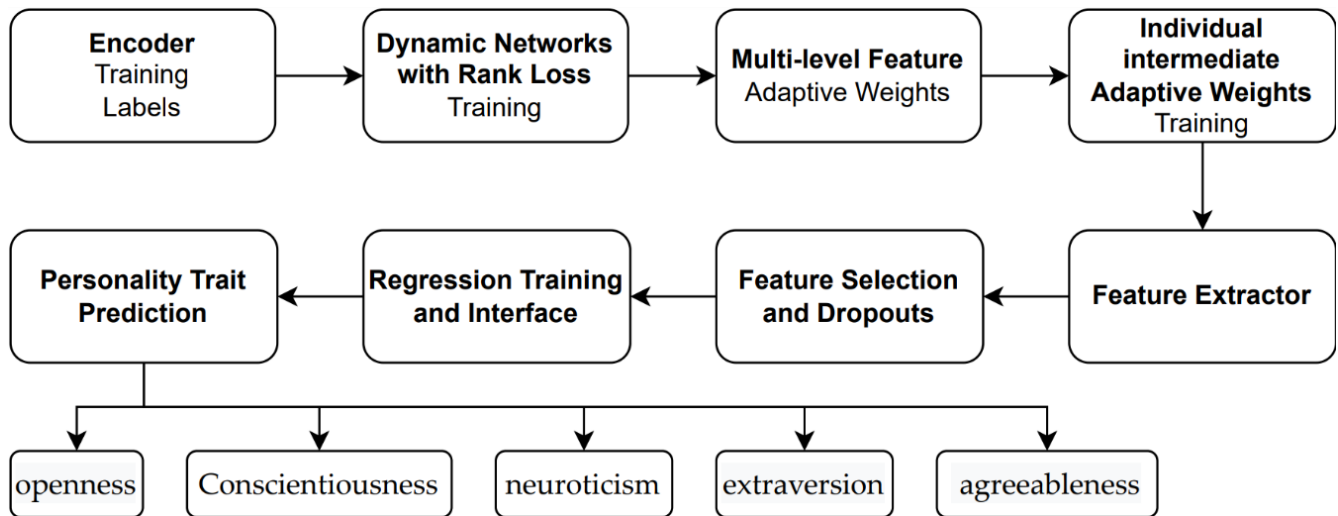 Encoder
Training
Labels
Dynamic Networks
with Rank Loss
Training
Multi-level Feature
Adaptive Weights
Individual
intermediate
Adaptive Weights
Training
Personality Trait
Prediction
Regression Training
and Interface
Feature Selection
and Dropouts
Feature Extractor
openness
Conscientiousness
neuroticism
extraversion
agreeableness